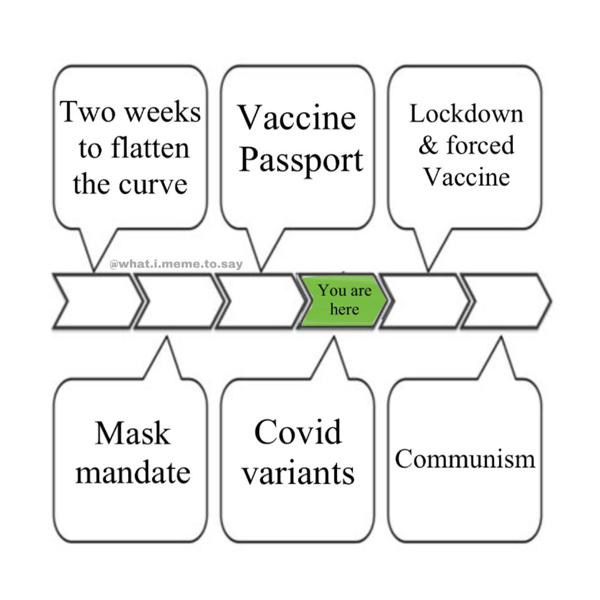 Two weeks
to flatten
the curve
Vaccine
Passport
Lockdown
& forced
Vaccine
@what.i.meme.to.say
You are
here
Mask
mandate
Covid
variants
Communism